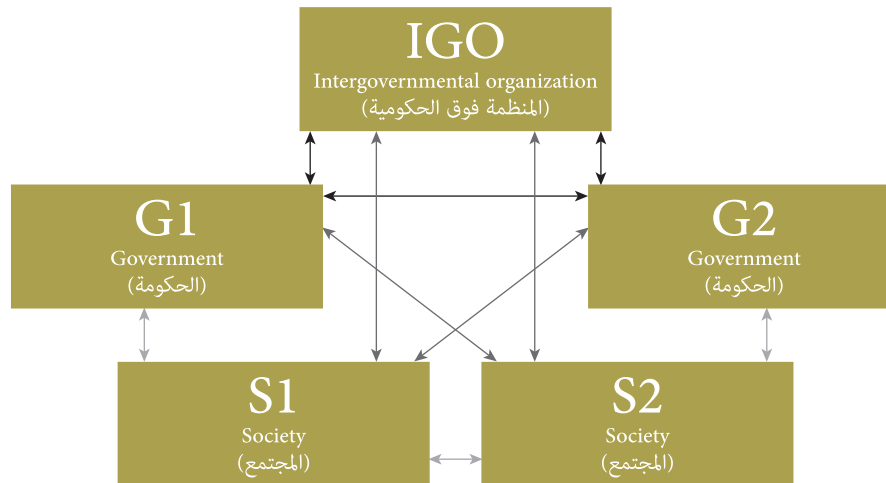 IGO
Intergovernmental organization
(المنظمة فوق الحكومية)
G1
Government
(الحكومة)
G2
Government
(الحكومة)
S1
Society
(المجتمع)
S2
Society
(المجتمع)